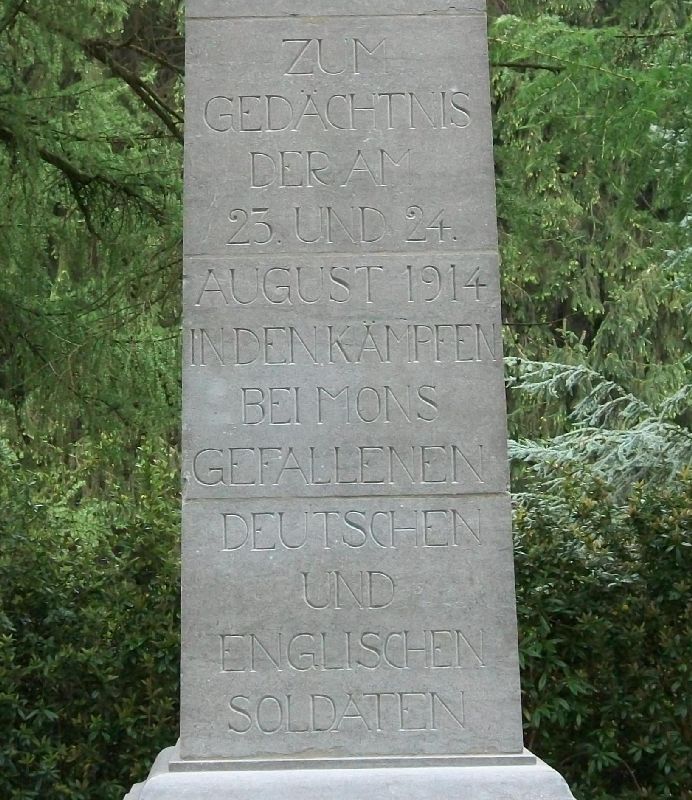 ZUM
GEDÄCHTNIS
DER AM
23. UND 24.
AUGUST 1914
IN DEN KÄMPFEN
BEI MONS
GEFALLENEN
DEUTSCHEN
UND
ENGLISCHEN
SOLDATEN